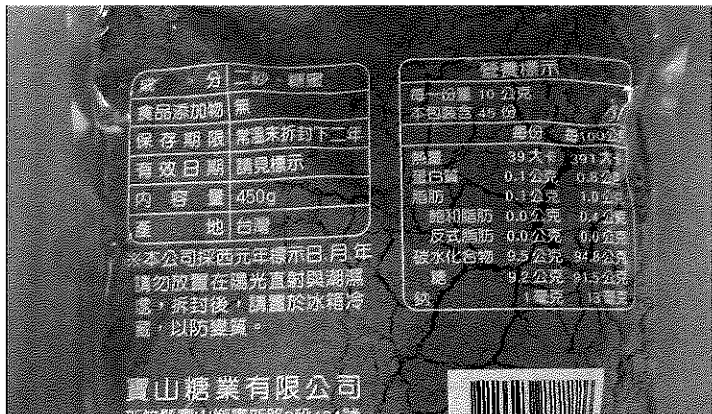 成 分 二砂 糖蜜
食品添加物 無
保存期限 常溫未拆封下二年
有效日期 請見標示
內容量 450g
產地 台灣
※本公司採西元年標示日.月.年
請勿放置在陽光直射與潮濕
處，拆封後，請置於冰箱冷
藏，以防變質。
寶山糖業有限公司
營養標示
每一份量 10 公克
本包裝含 45 份
每份 每100公克
熱量 39大卡 391大卡
蛋白質 0.1公克 0.8公克
脂肪 0.1公克 1.0公克
飽和脂肪 0.0公克 0.4公克
反式脂肪 0.0公克 0.0公克
碳水化合物 9.5公克 94.8公克
糖 9.2公克 91.5公克
鈉 1毫克 13毫克